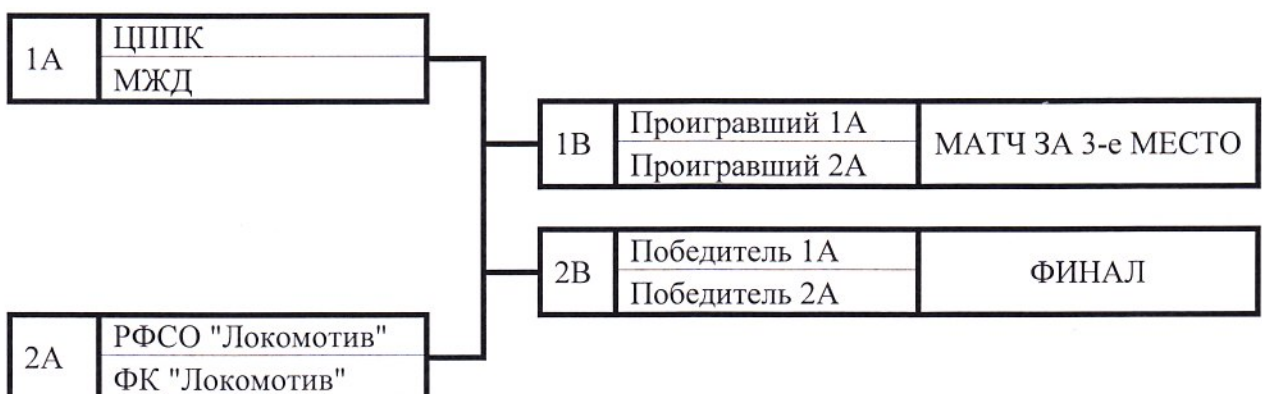 1А
ЦППК
МЖД
1В
Проигравший 1А
Проигравший 2А
МАТЧ ЗА 3-е МЕСТО
2В
Победитель 1А
Победитель 2А
ФИНАЛ
2А
РФСО "Локомотив"
ФК "Локомотив"